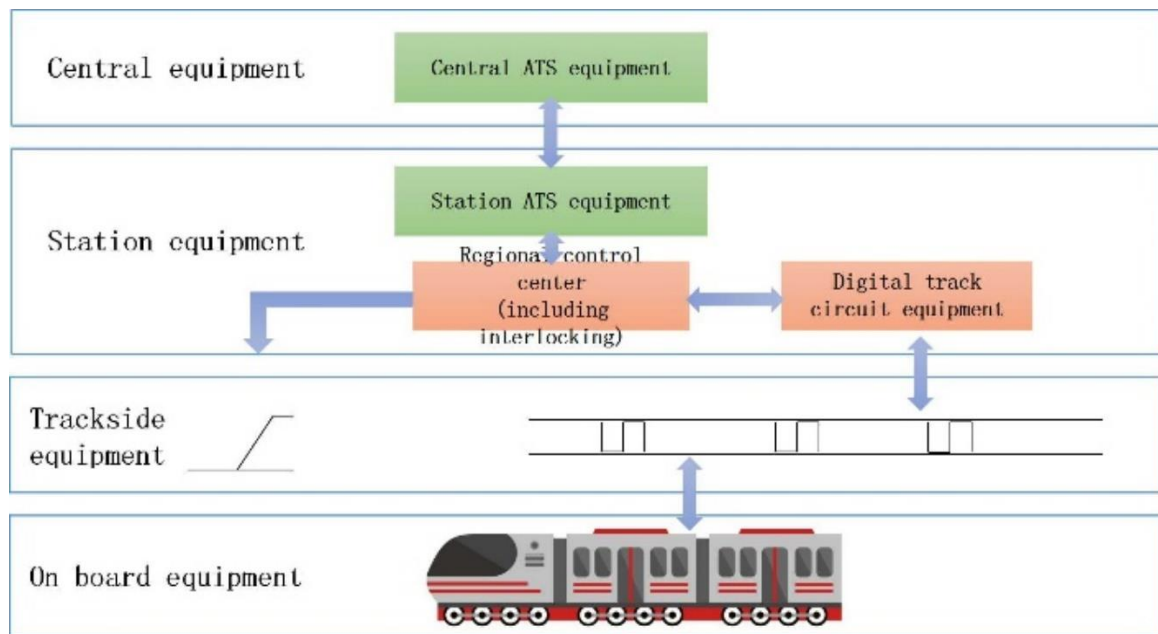 Central equipment
Central ATS equipment
Station equipment
Station ATS equipment
Regional control
center
(including
interlocking)
Digital track
circuit equipment
Trackside
equipment
On board equipment